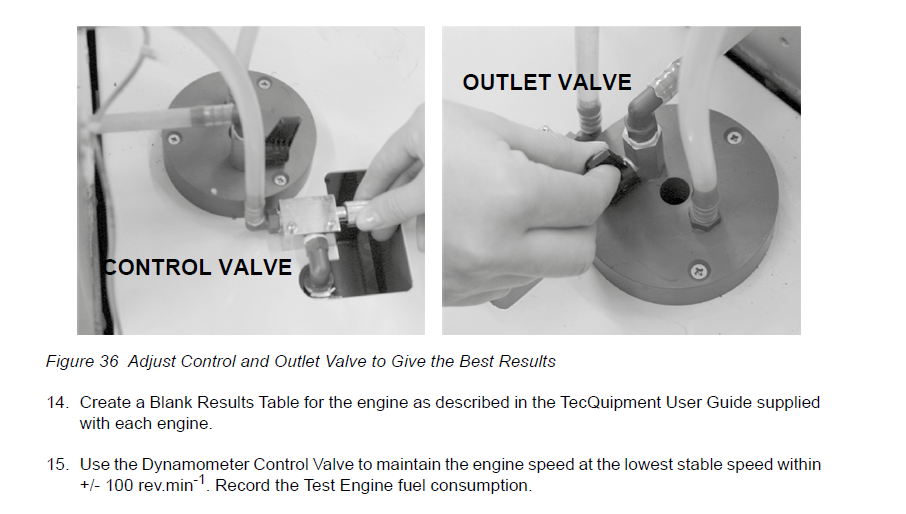 OUTLET VALVE
CONTROL VALVE
Figure 36  Adjust Control and Outlet Valve to Give the Best Results
14. Create a Blank Results Table for the engine as described in the TecQuipment User Guide supplied
with each engine.
15. Use the Dynamometer Control Valve to maintain the engine speed at the lowest stable speed within
+/- 100 rev.min⁻¹. Record the Test Engine fuel consumption.